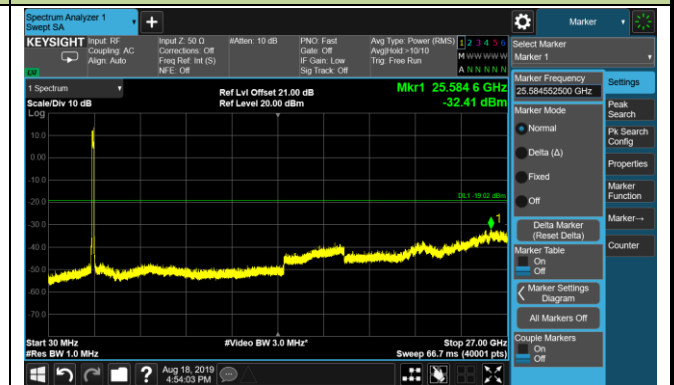 Spectrum Analyzer 1
Swept SA
+
Marker
KEYSIGHT
Input: RF
Coupling: AC
Align: Auto
Input Z: 50 Ω
Corrections: Off
Freq Ref: Int (S)
NFE: Off
#Atten: 10 dB
PNO: Fast
Gate: Off
IF Gain: Low
Sig Track: Off
Avg Type: Power (RMS)
Avg|Hold:>10/10
Trig: Free Run
1 2 3 4 5 6
M W W W W W
A N N N N N
Select Marker
Marker 1
LXI
1 Spectrum
Scale/Div 10 dB
Log
Ref Lvl Offset 21.00 dB
Ref Level 20.00 dBm
Mkr1 25.584 6 GHz
-32.41 dBm
10.0
0.00
-10.0
-20.0
-30.0
-40.0
-50.0
-60.0
-70.0
DL1 -19.02 dBm
1
Start 30 MHz
#Res BW 1.0 MHz
#Video BW 3.0 MHz*
Stop 27.00 GHz
Sweep 66.7 ms (40001 pts)
Marker Frequency
25.584552500 GHz
Marker Mode
Normal
Delta (Δ)
Fixed
Off
Delta Marker
(Reset Delta)
Marker Table
On
Off
Marker Settings
Diagram
All Markers Off
Couple Markers
On
Off
Settings
Peak
Search
Pk Search
Config
Properties
Marker
Function
Marker→
Counter
?
Aug 18, 2019
4:54:03 PM